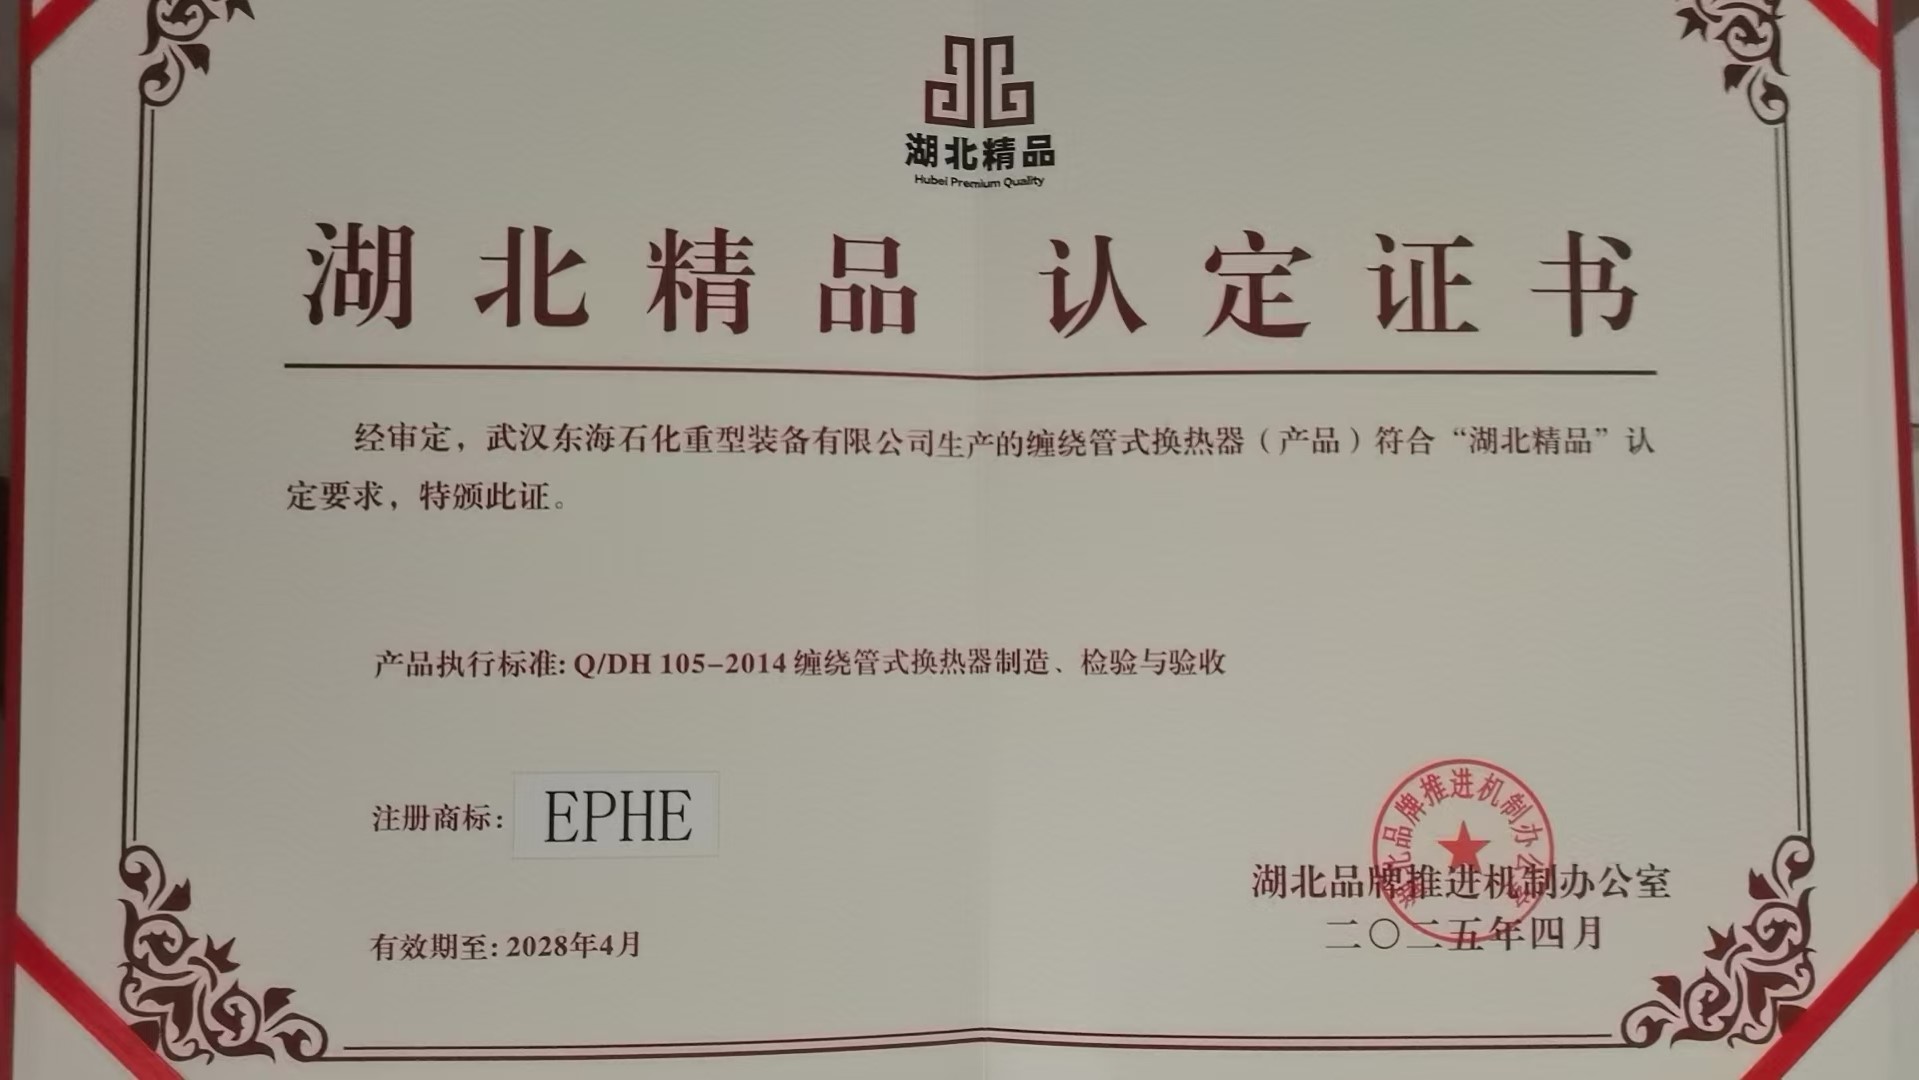 湖北精品
Hubei Premium Quality
湖北精品 认定证书
经审定，武汉东海石化重型装备有限公司生产的缠绕管式换热器（产品）符合“湖北精品”认
定要求，特颁此证。
产品执行标准: Q/DH 105-2014 缠绕管式换热器制造、检验与验收
注册商标: EPHE
湖北品牌推进机制办公室
湖北品牌推进机制办公室
二〇二五年四月
有效期至: 2028年4月